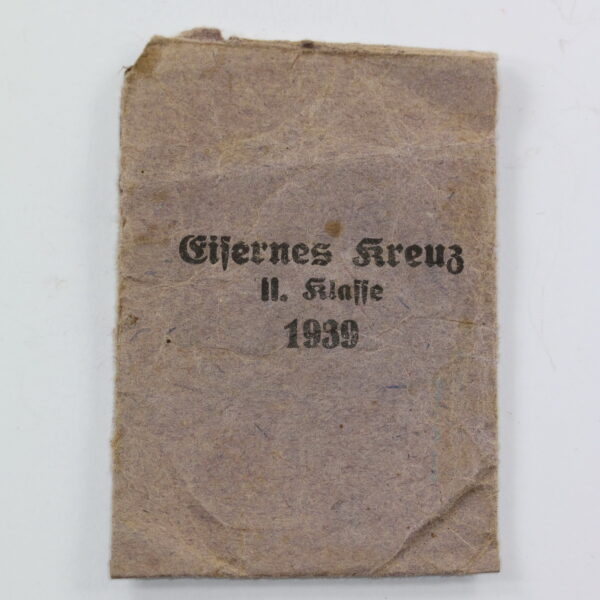 Eisernes Kreuz
II. Klasse
1939